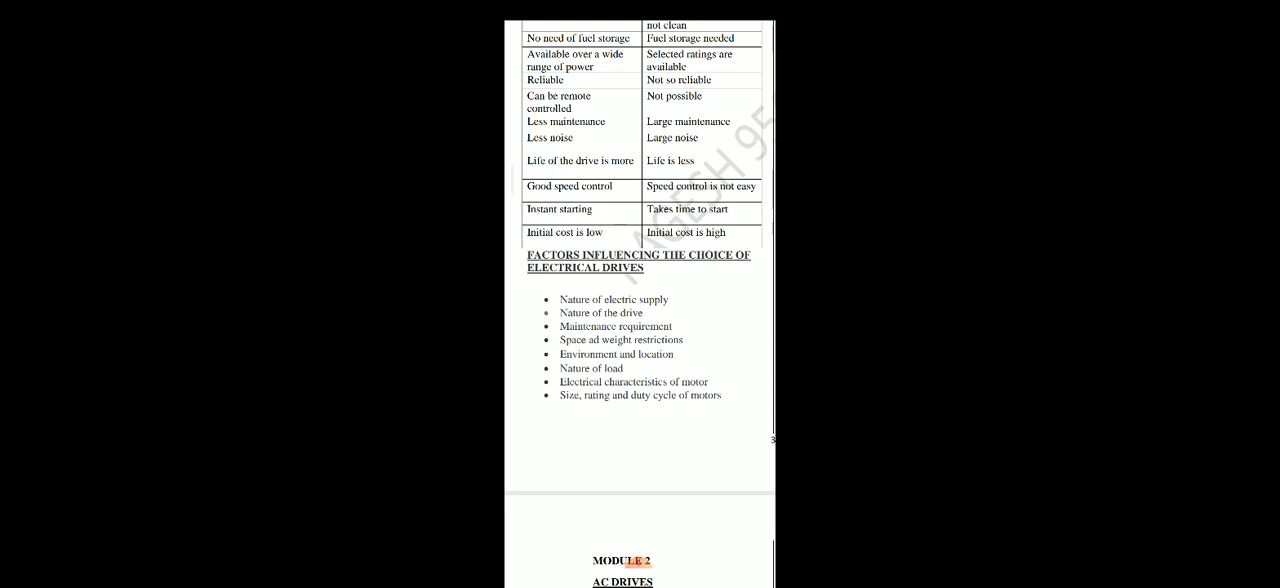 not clean
No need of fuel storage Fuel storage needed
Available over a wide Selected ratings are
range of power available
Reliable Not so reliable
Can be remote Not possible
controlled
Less maintenance Large maintenance
Less noise Large noise
Life of the drive is more Life is less
Good speed control Speed control is not easy
Instant starting Takes time to start
Initial cost is low Initial cost is high
FACTORS INFLUENCING THE CHOICE OF
ELECTRICAL DRIVES
• Nature of electric supply
• Nature of the drive
• Maintenance requirement
• Space ad weight restrictions
• Environment and location
• Nature of load
• Electrical characteristics of motor
• Size, rating and duty cycle of motors
3
MODULE 2
AC DRIVES